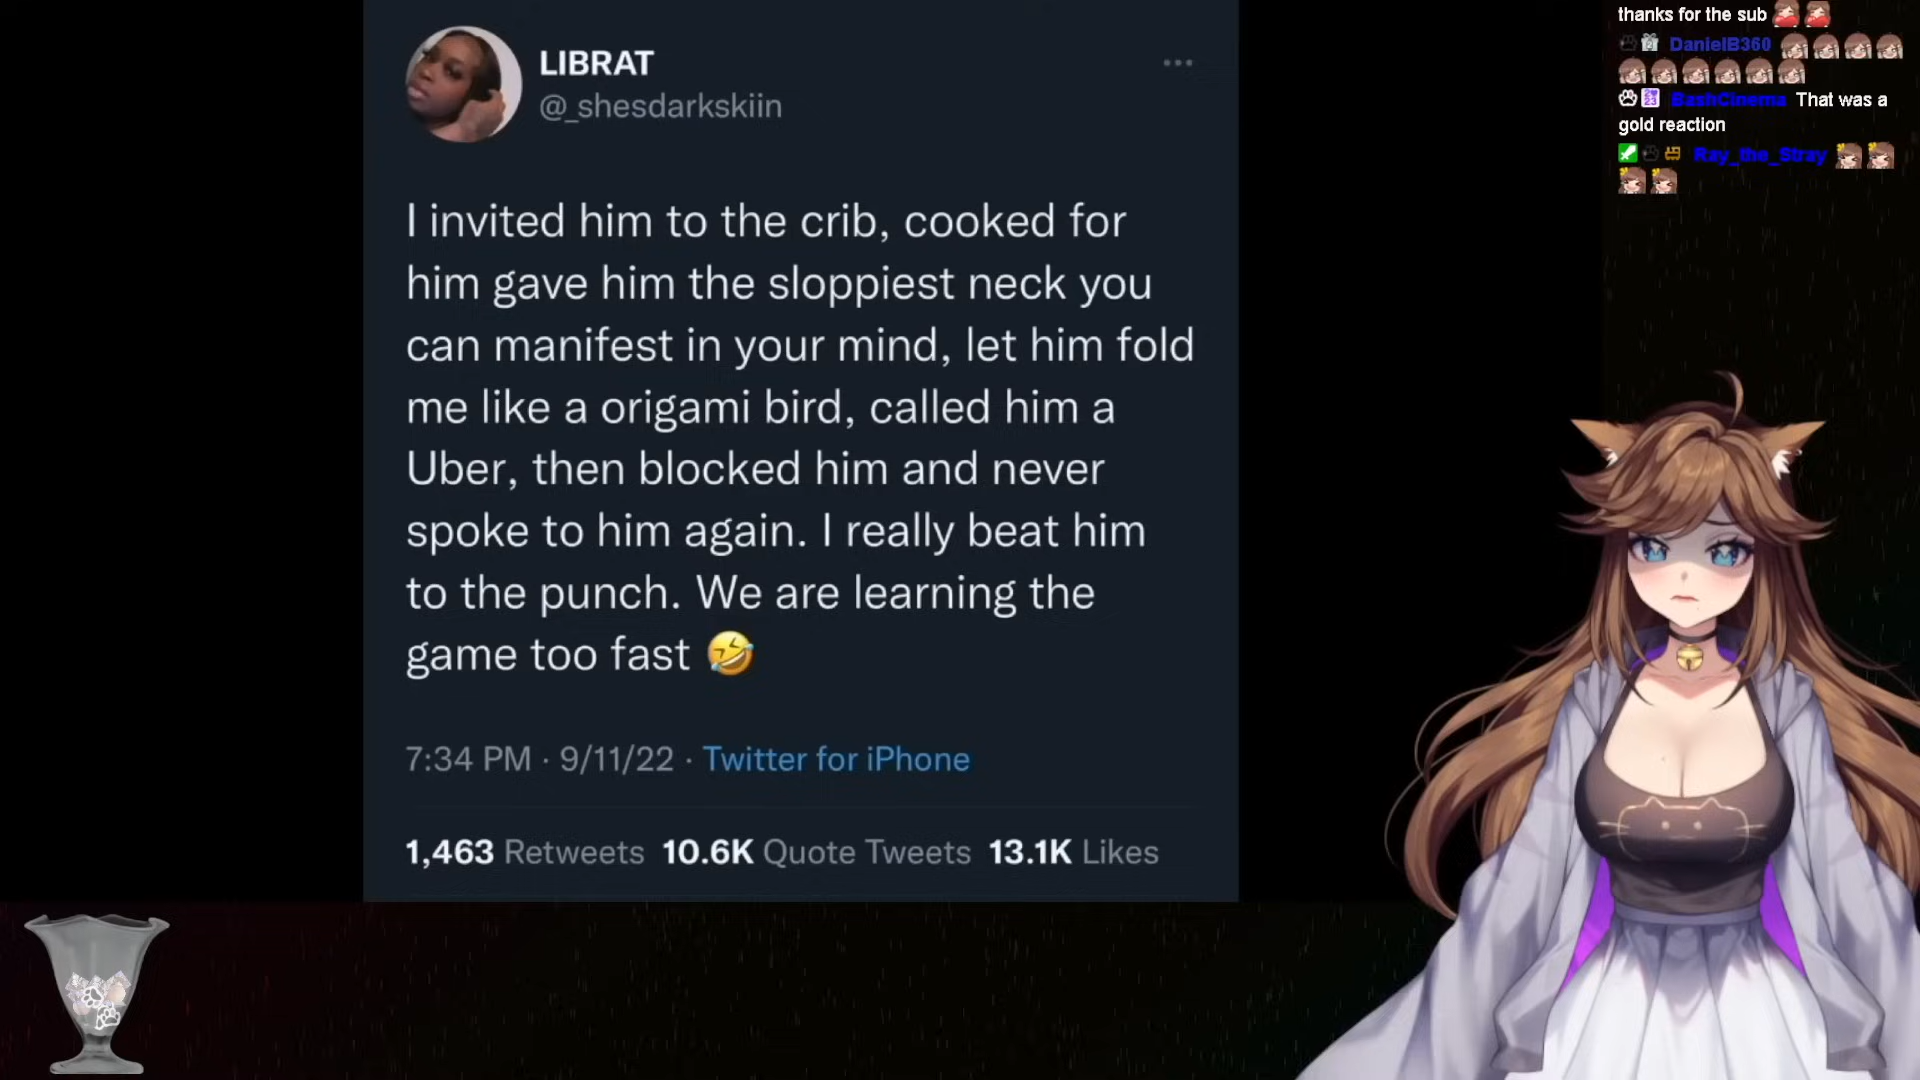 LIBRAT
@_shesdarkskiin
I invited him to the crib, cooked for
him gave him the sloppiest neck you
can manifest in your mind, let him fold
me like a origami bird, called him a
Uber, then blocked him and never
spoke to him again. I really beat him
to the punch. We are learning the
game too fast 🤣
7:34 PM · 9/11/22 · Twitter for iPhone
1,463 Retweets 10.6K Quote Tweets 13.1K Likes
thanks for the sub
DanielB360
BashCinema That was a
gold reaction
Ray_the_Stray